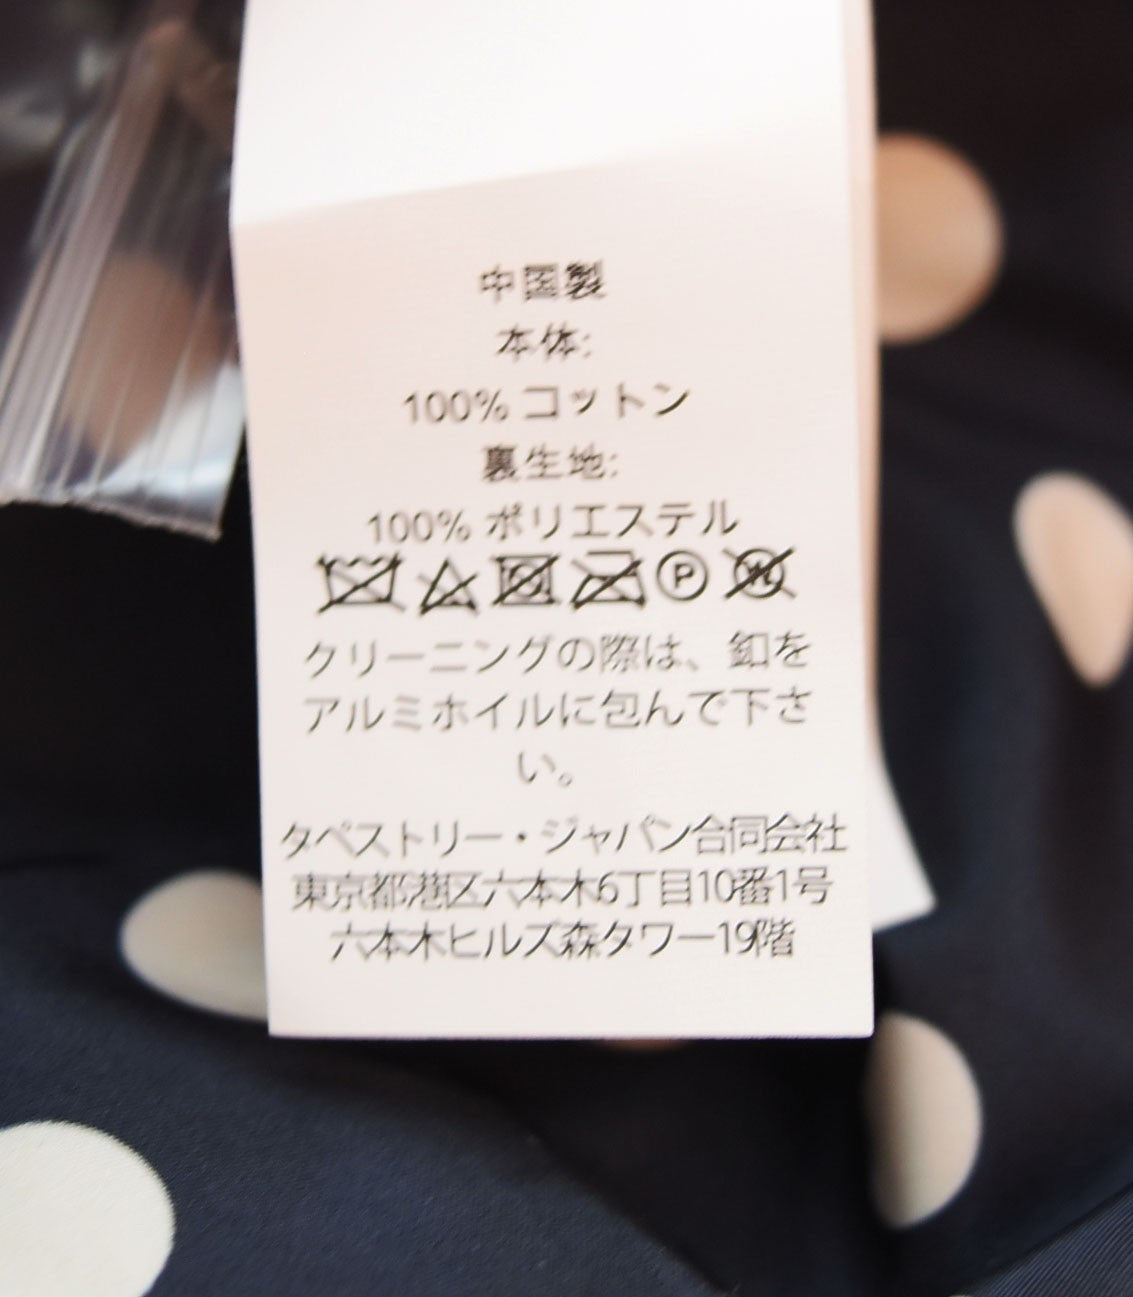 中国製
本体:
100% コットン
裏生地:
100% ポリエステル
P W
クリーニングの際は、釦を
アルミホイルに包んで下さ
い。
タペストリー・ジャパン合同会社
東京都港区六本木6丁目10番1号
六本木ヒルズ森タワー19階